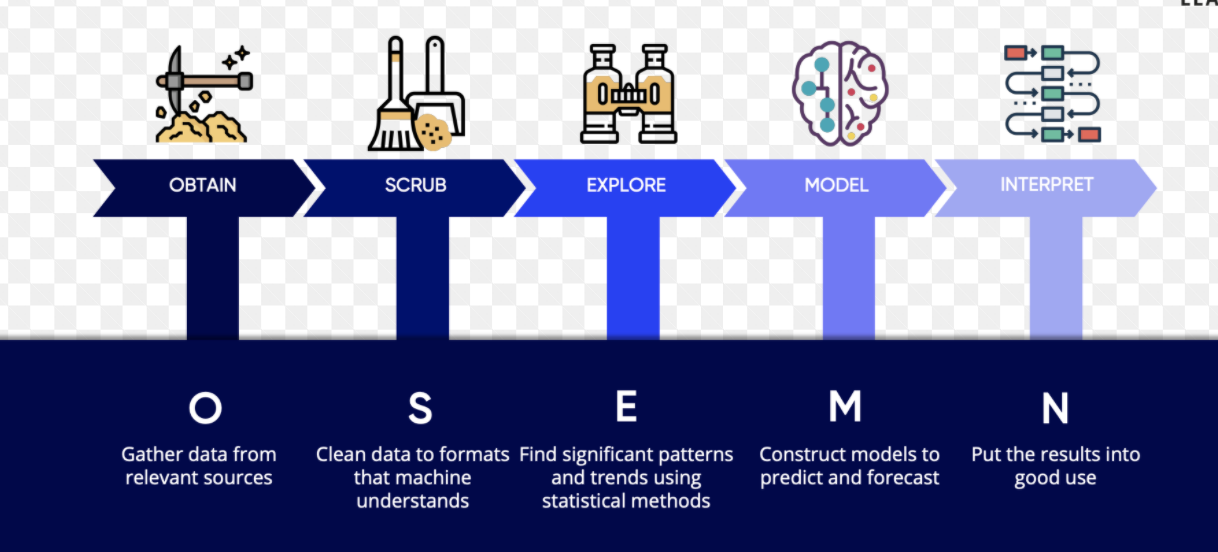 OBTAIN
SCRUB
EXPLORE
MODEL
INTERPRET
O
Gather data from
relevant sources
S
Clean data to formats
that machine
understands
E
Find significant patterns
and trends using
statistical methods
M
Construct models to
predict and forecast
N
Put the results into
good use